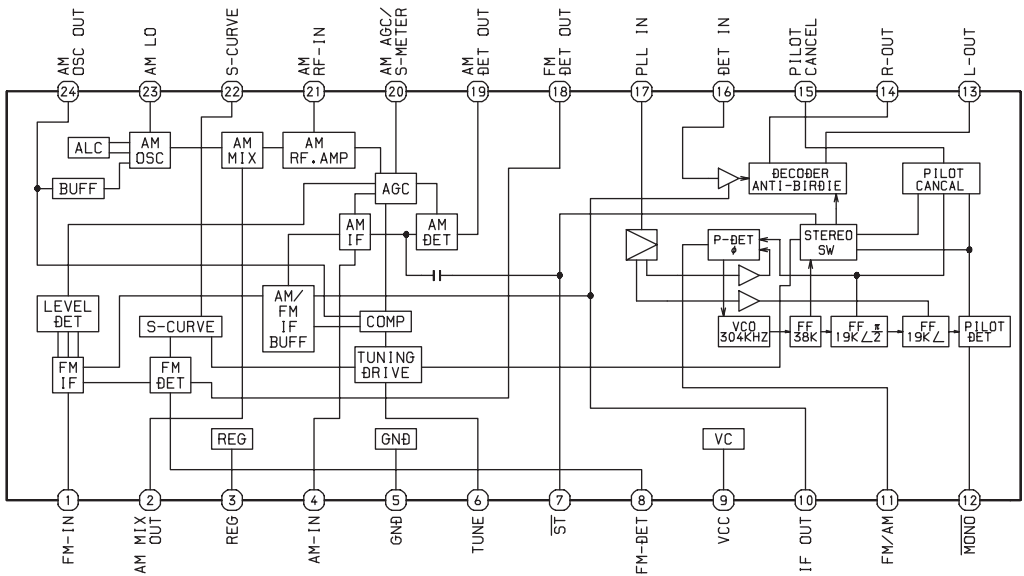 AM
OSC OUT
AM LO
S-CURVE
AM
RF-IN
AM AGC/
S-METER
AM
DET OUT
FM
DET OUT
PLL IN
DET IN
PILOT
CANCEL
R-OUT
L-OUT
24
23
22
21
20
19
18
17
16
15
14
13
ALC
AM
OSC
AM
MIX
AM
RF.AMP
BUFF
AGC
DECODER
ANTI-BIRDIE
PILOT
CANCAL
AM
IF
AM
DET
P-DET
φ
STEREO
SW
LEVEL
DET
S-CURVE
AM/
FM
IF
BUFF
COMP
VCO
304KHZ
FF
38K
FF
19K∠π/2
FF
19K∠
PILOT
DET
FM
IF
FM
DET
TUNING
DRIVE
REG
GND
VC
1
2
3
4
5
6
7
8
9
10
11
12
FM-IN
AM MIX
OUT
REG
AM-IN
GND
TUNE
S̅T̅
FM-DET
VCC
IF OUT
FM/AM
M̅O̅N̅O̅